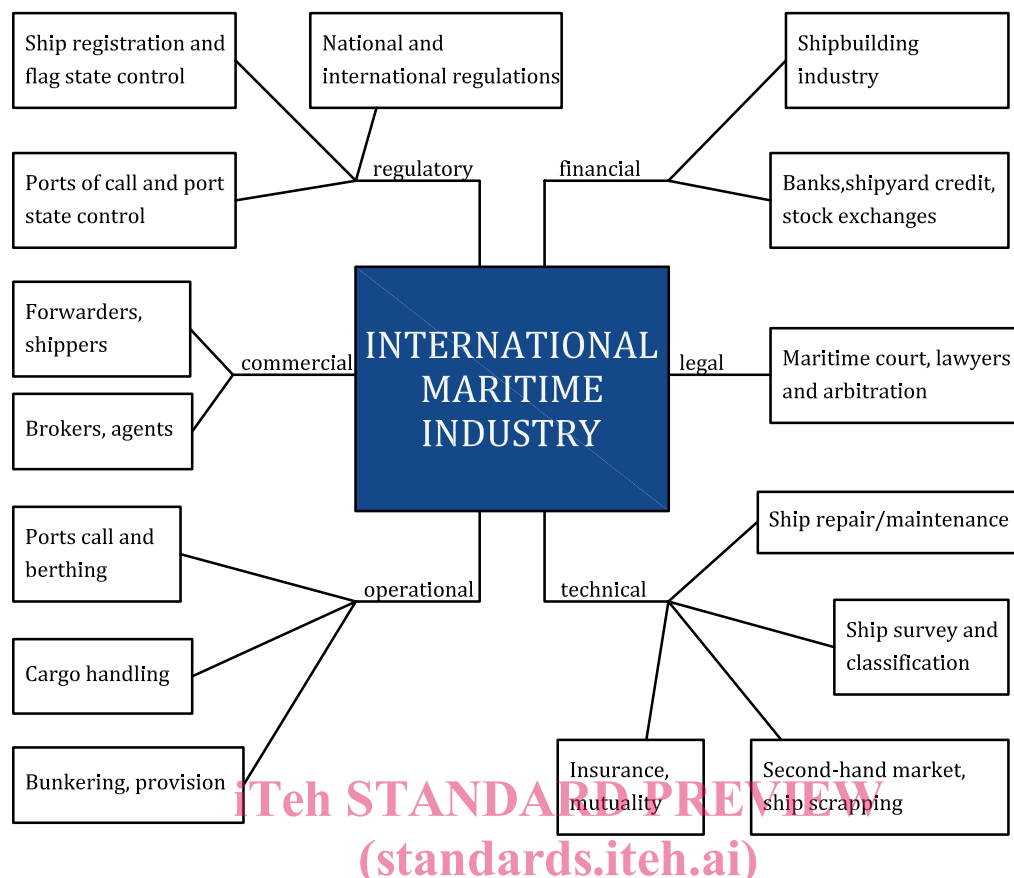 Ship registration and
flag state control
National and
international regulations
Shipbuilding
industry
regulatory
financial
Ports of call and port
state control
Banks,shipyard credit,
stock exchanges
Forwarders,
shippers
commercial
INTERNATIONAL
MARITIME
INDUSTRY
legal
Maritime court, lawyers
and arbitration
Brokers, agents
Ports call and
berthing
Ship repair/maintenance
operational
technical
Ship survey and
classification
Cargo handling
Bunkering, provision
Insurance,
mutuality
Second-hand market,
ship scrapping
iTeh STANDARD PREVIEW
(standards.iteh.ai)